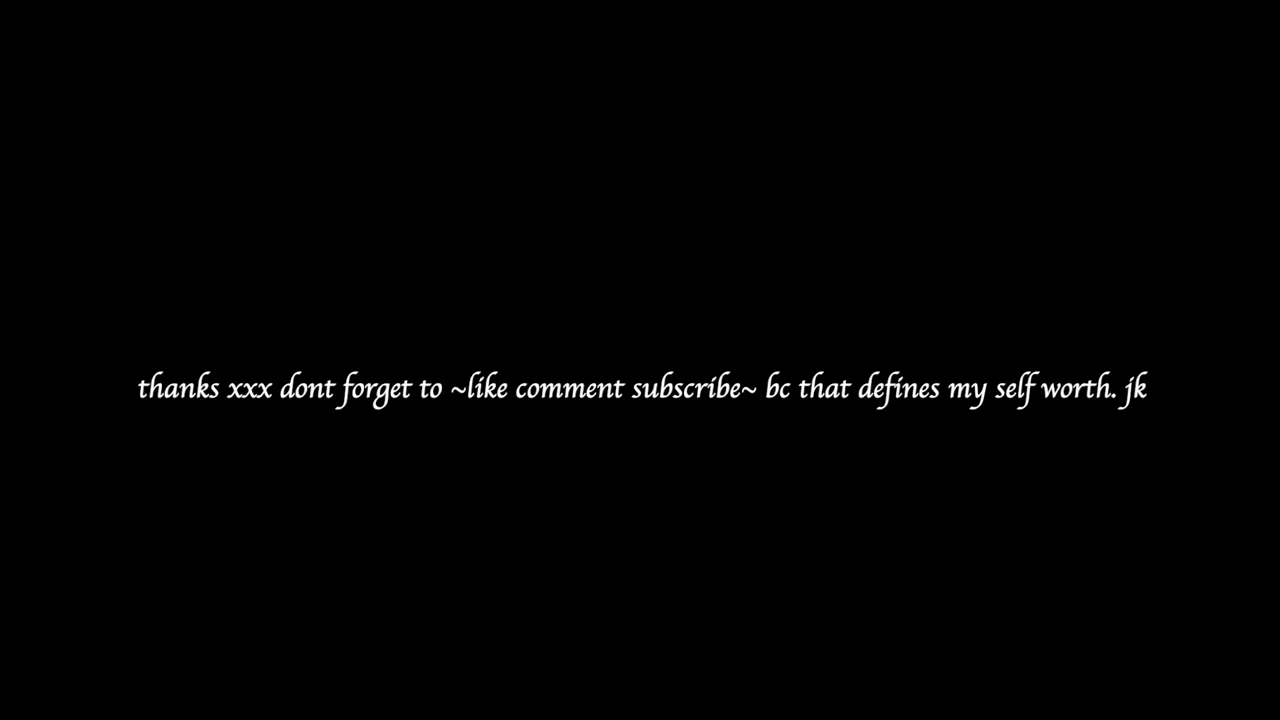 thanks xxx dont forget to ~like comment subscribe~ bc that defines my self worth. jk